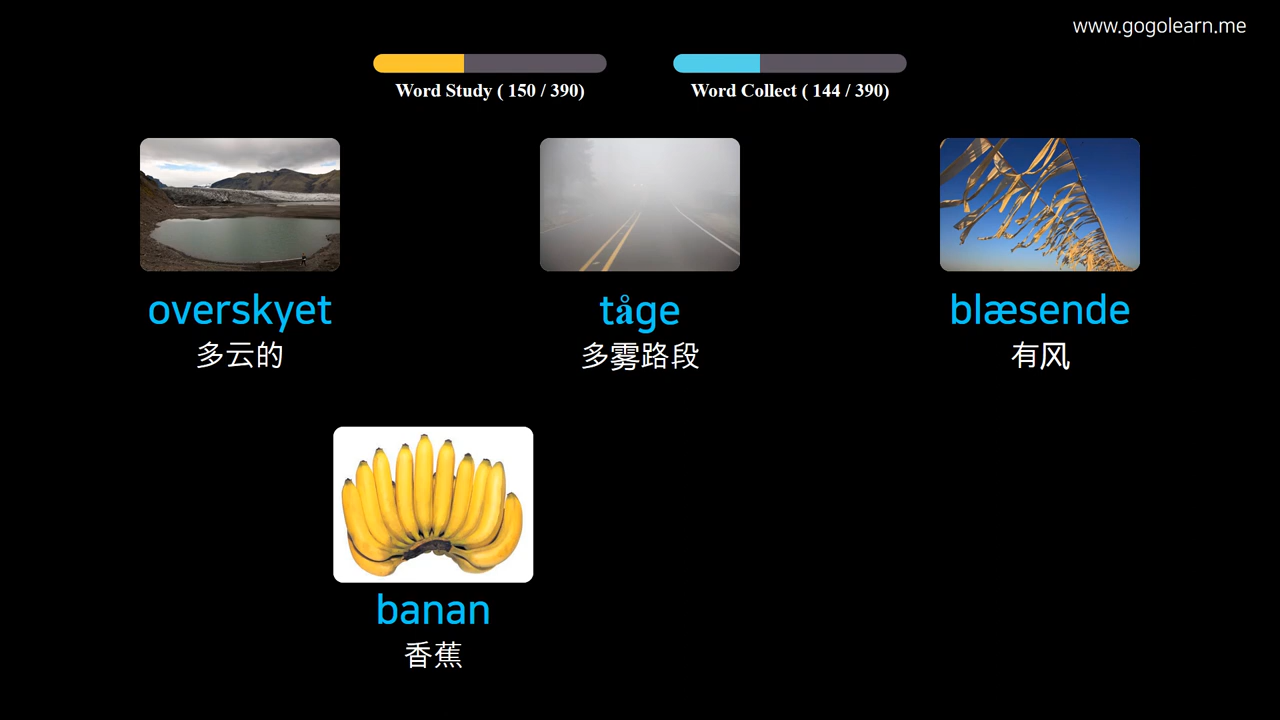 www.gogolearn.me
Word Study ( 150 / 390)
Word Collect ( 144 / 390)
overskyet
多云的
tåge
多雾路段
blæsende
有风
banan
香蕉